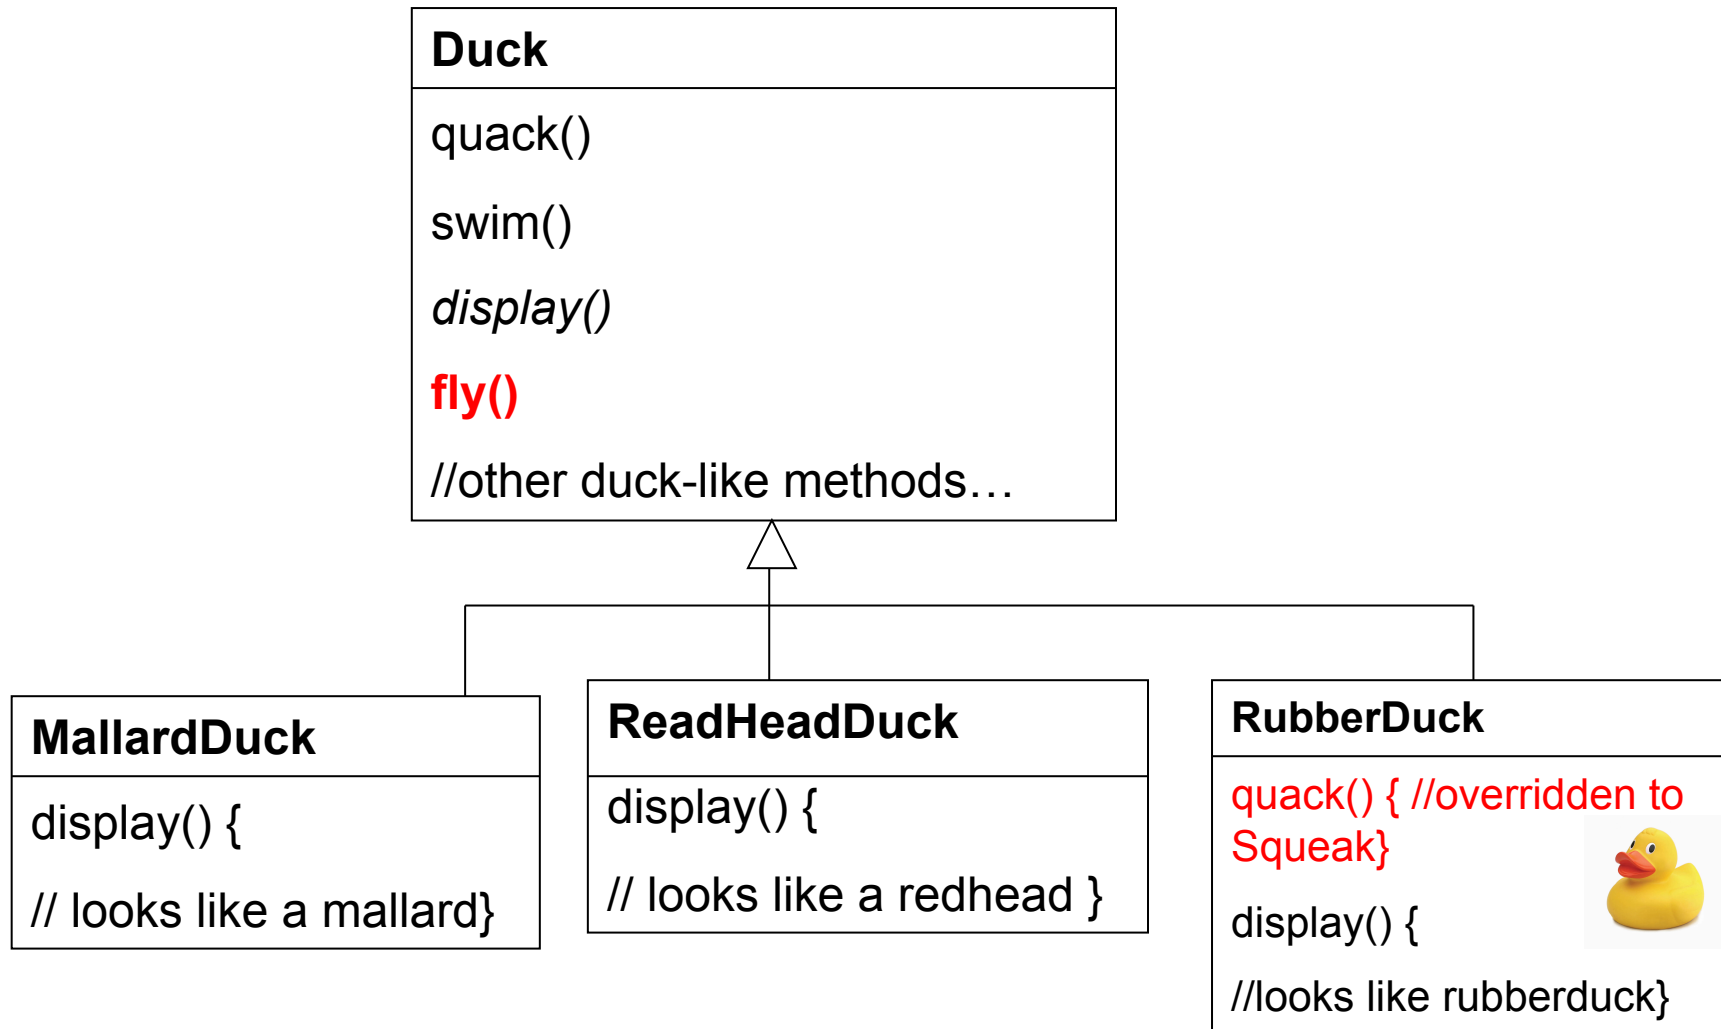 Duck
quack()
swim()
display()
fly()
//other duck-like methods…
MallardDuck
display() {
// looks like a mallard}
ReadHeadDuck
display() {
// looks like a redhead }
RubberDuck
quack() { //overridden to
Squeak}
display() {
//looks like rubberduck}